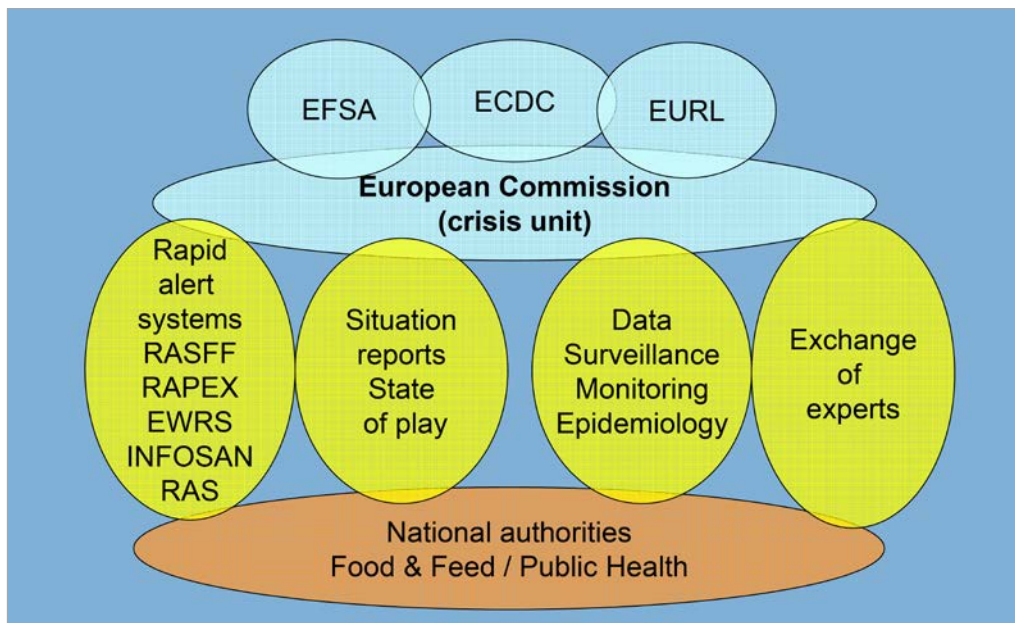 EFSA
ECDC
EURL
European Commission
(crisis unit)
Rapid
alert
systems
RASFF
RAPEX
EWRS
INFOSAN
RAS
Situation
reports
State
of play
Data
Surveillance
Monitoring
Epidemiology
Exchange
of
experts
National authorities
Food & Feed / Public Health